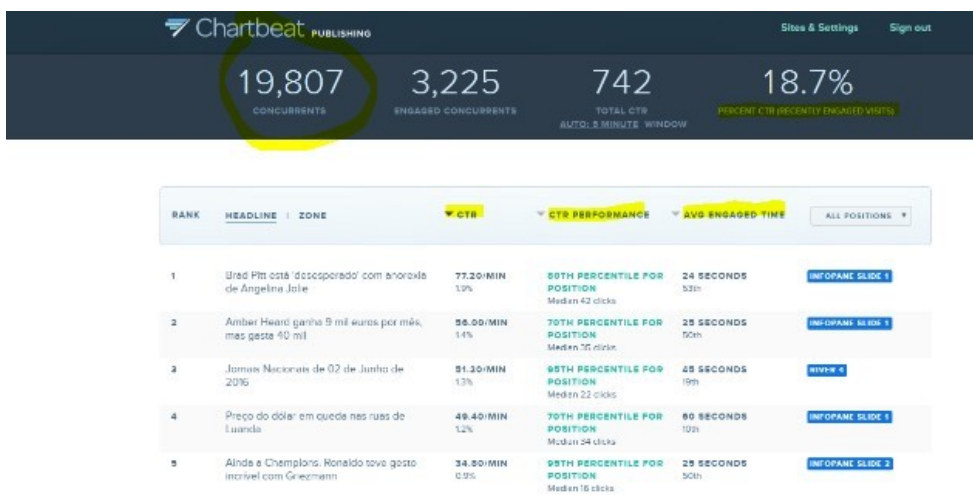 Chartbeat PUBLISHING
Sites & Settings Sign out
19,807 3,225 742 18.7%
CONCURRENTS ENGAGED CONCURRENTS TOTAL CTR PERCENT CTR (RECENTLY ENGAGED VISITS)
AUTO: 5 MINUTE WINDOW
RANK HEADLINE | ZONE CTR CTR PERFORMANCE AVG ENGAGED TIME ALL POSITIONS
1 Brad Pitt está 'desesperado' com anorexia 77.20/MIN 80TH PERCENTILE FOR 24 SECONDS INFOPANE SLIDE 1
de Angelina Jolie 1.9% POSITION 53th
Median 42 clicks
2 Amber Heard ganha 9 mil euros por mês, 56.00/MIN 70TH PERCENTILE FOR 25 SECONDS INFOPANE SLIDE 1
mas gasta 40 mil 1.4% POSITION 50th
Median 35 clicks
3 Jornais Nacionais de 02 de Junho de 51.20/MIN 95TH PERCENTILE FOR 45 SECONDS RIVER 4
2016 1.3% POSITION 19th
Median 22 clicks
4 Preço do dólar em queda nas ruas de 49.40/MIN 70TH PERCENTILE FOR 60 SECONDS INFOPANE SLIDE 1
Luanda 1.2% POSITION 10th
Median 34 clicks
5 Ainda a Champions. Ronaldo teve gesto 34.80/MIN 95TH PERCENTILE FOR 25 SECONDS INFOPANE SLIDE 2
incrível com Griezmann 0.9% POSITION 50th
Median 16 clicks